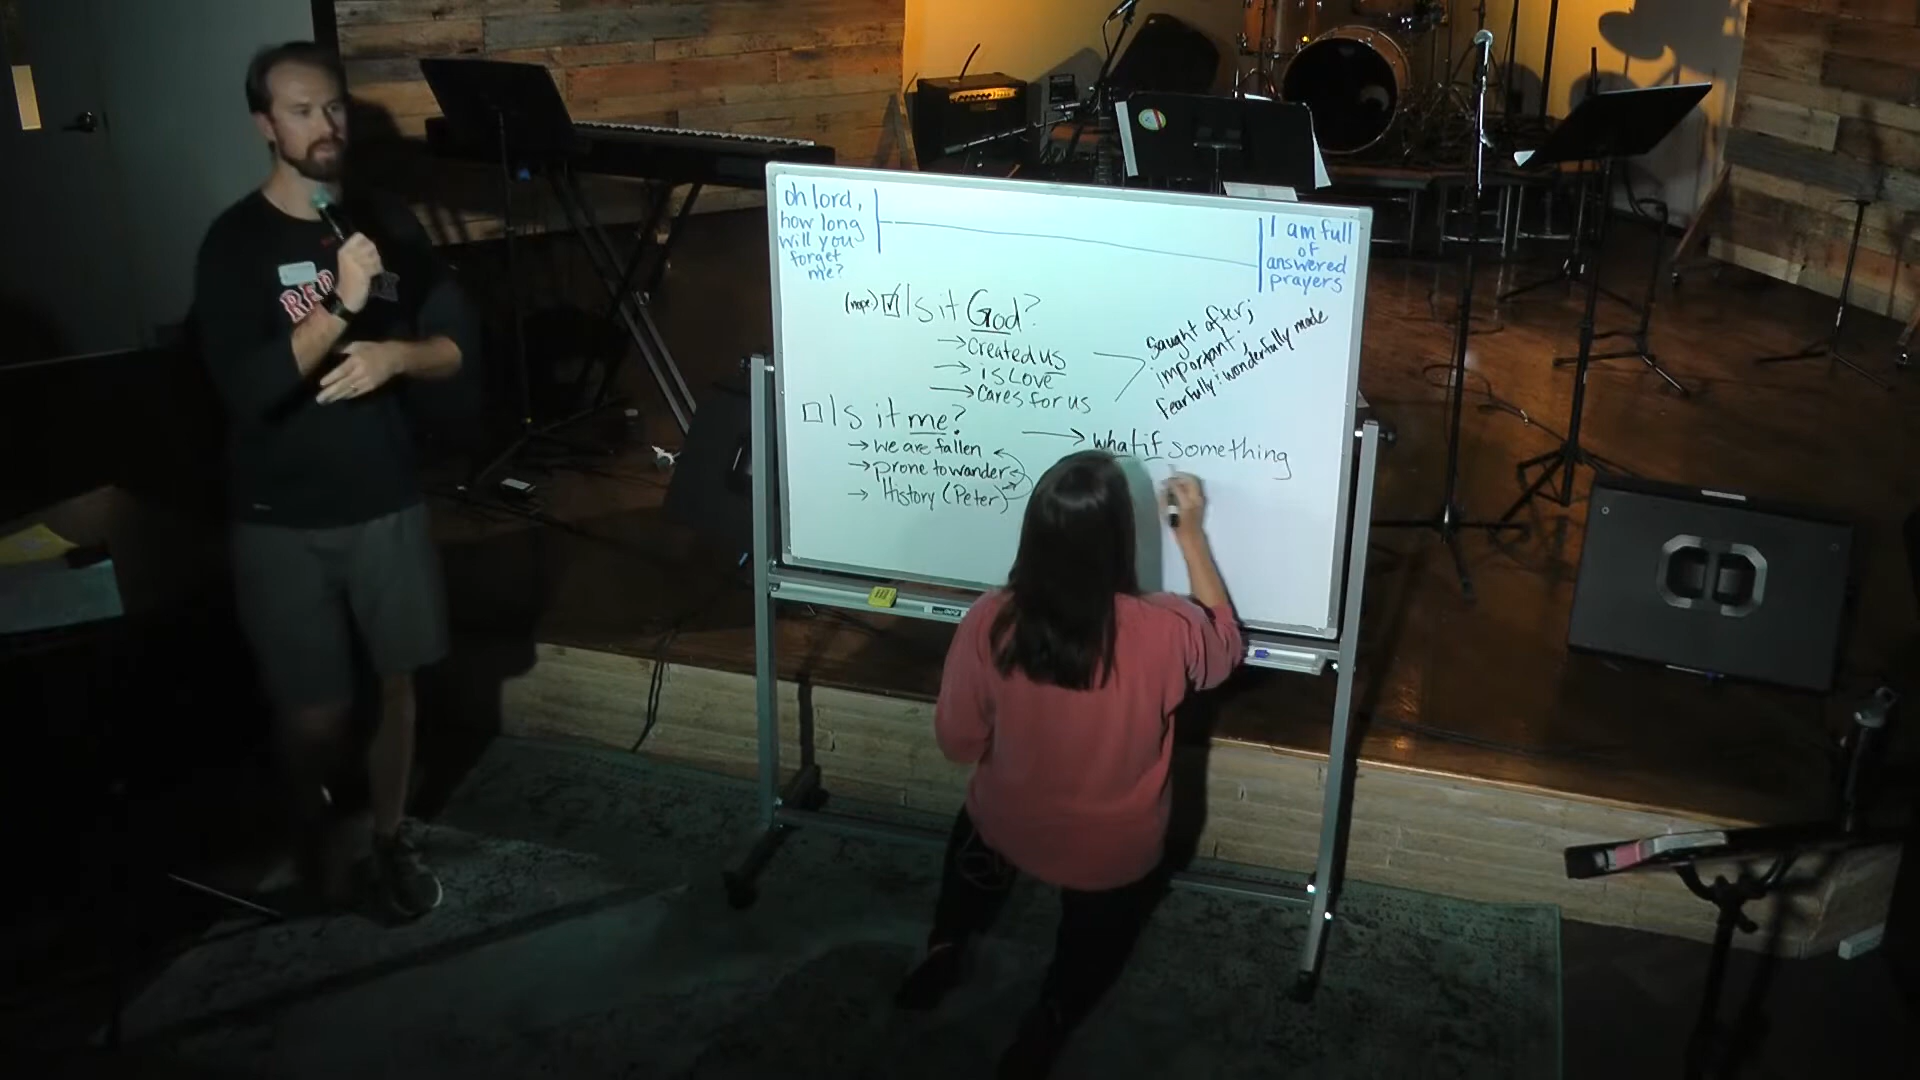 oh lord,
how long
will you
forget
me?
I am full
of
answered
prayers
(nope.) Is it God?
→ Created us
→ is Love
→ Cares for us
saught after;
important;
fearfully: wonderfully made
Is it me?
→ we are fallen
→ prone to wander
→ History (Peter)
→ what if something
RED